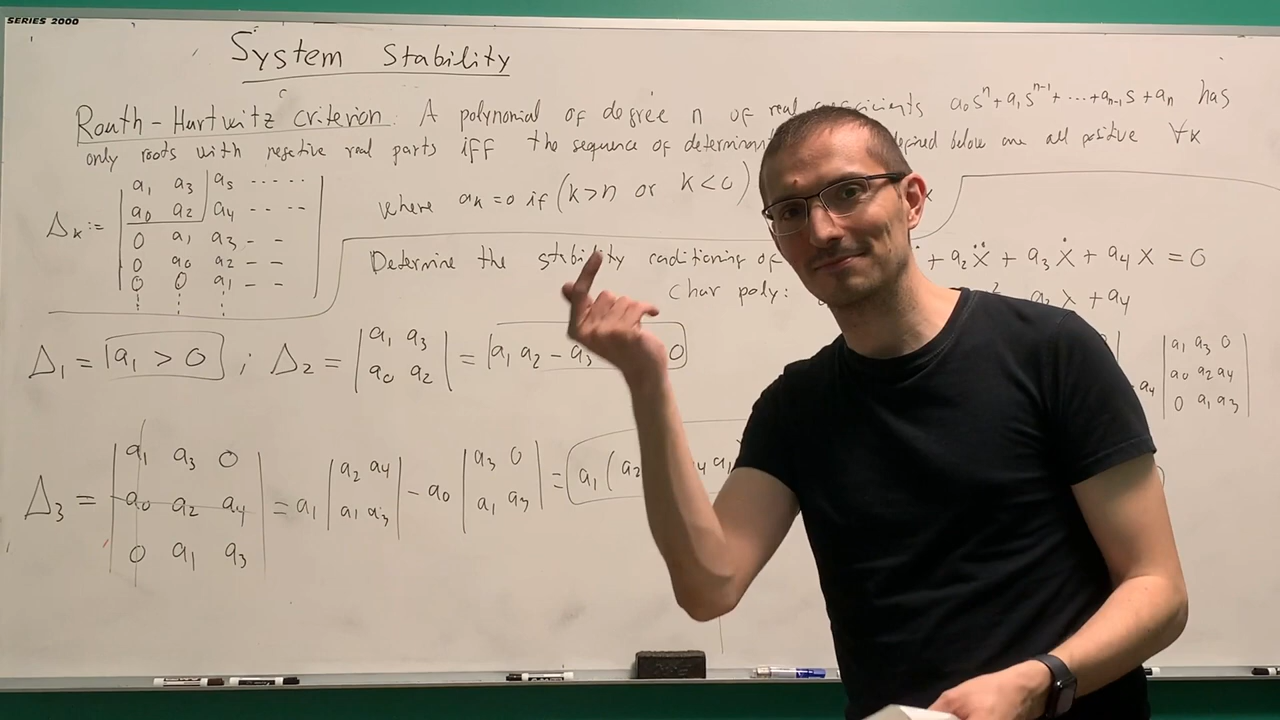 SERIES 2000
System Stability
Routh-Hurtwitz criterion: A polynomial of degree n of real coefficients a₀sⁿ+a₁sⁿ⁻¹+⋯+aₙ₋₁s+aₙ has
only roots with negative real parts iff the sequence of determinan defined below are all positive ∀k
Δₖ:=
a₁ a₃ a₅ ·····
a₀ a₂ a₄ ----
0 a₁ a₃ --
0 a₀ a₂ --
0 0 a₁ --
where aₖ=0 if (k>n or k<0)
Determine the stability conditioning of + a₂ẍ + a₃ẋ + a₄x = 0
char poly: λ + a₄
Δ₁ = a₁ > 0 ; Δ₂ = |a₁ a₃; a₀ a₂| = a₁a₂ - a₃ 0
a₄ |a₁ a₃ 0; a₀ a₂ a₄; 0 a₁ a₃|
Δ₃ = |a₁ a₃ 0; a₀ a₂ a₄; 0 a₁ a₃| = a₁ |a₂ a₄; a₁ a₃| - a₀ |a₃ 0; a₁ a₃| = a₁(a₂